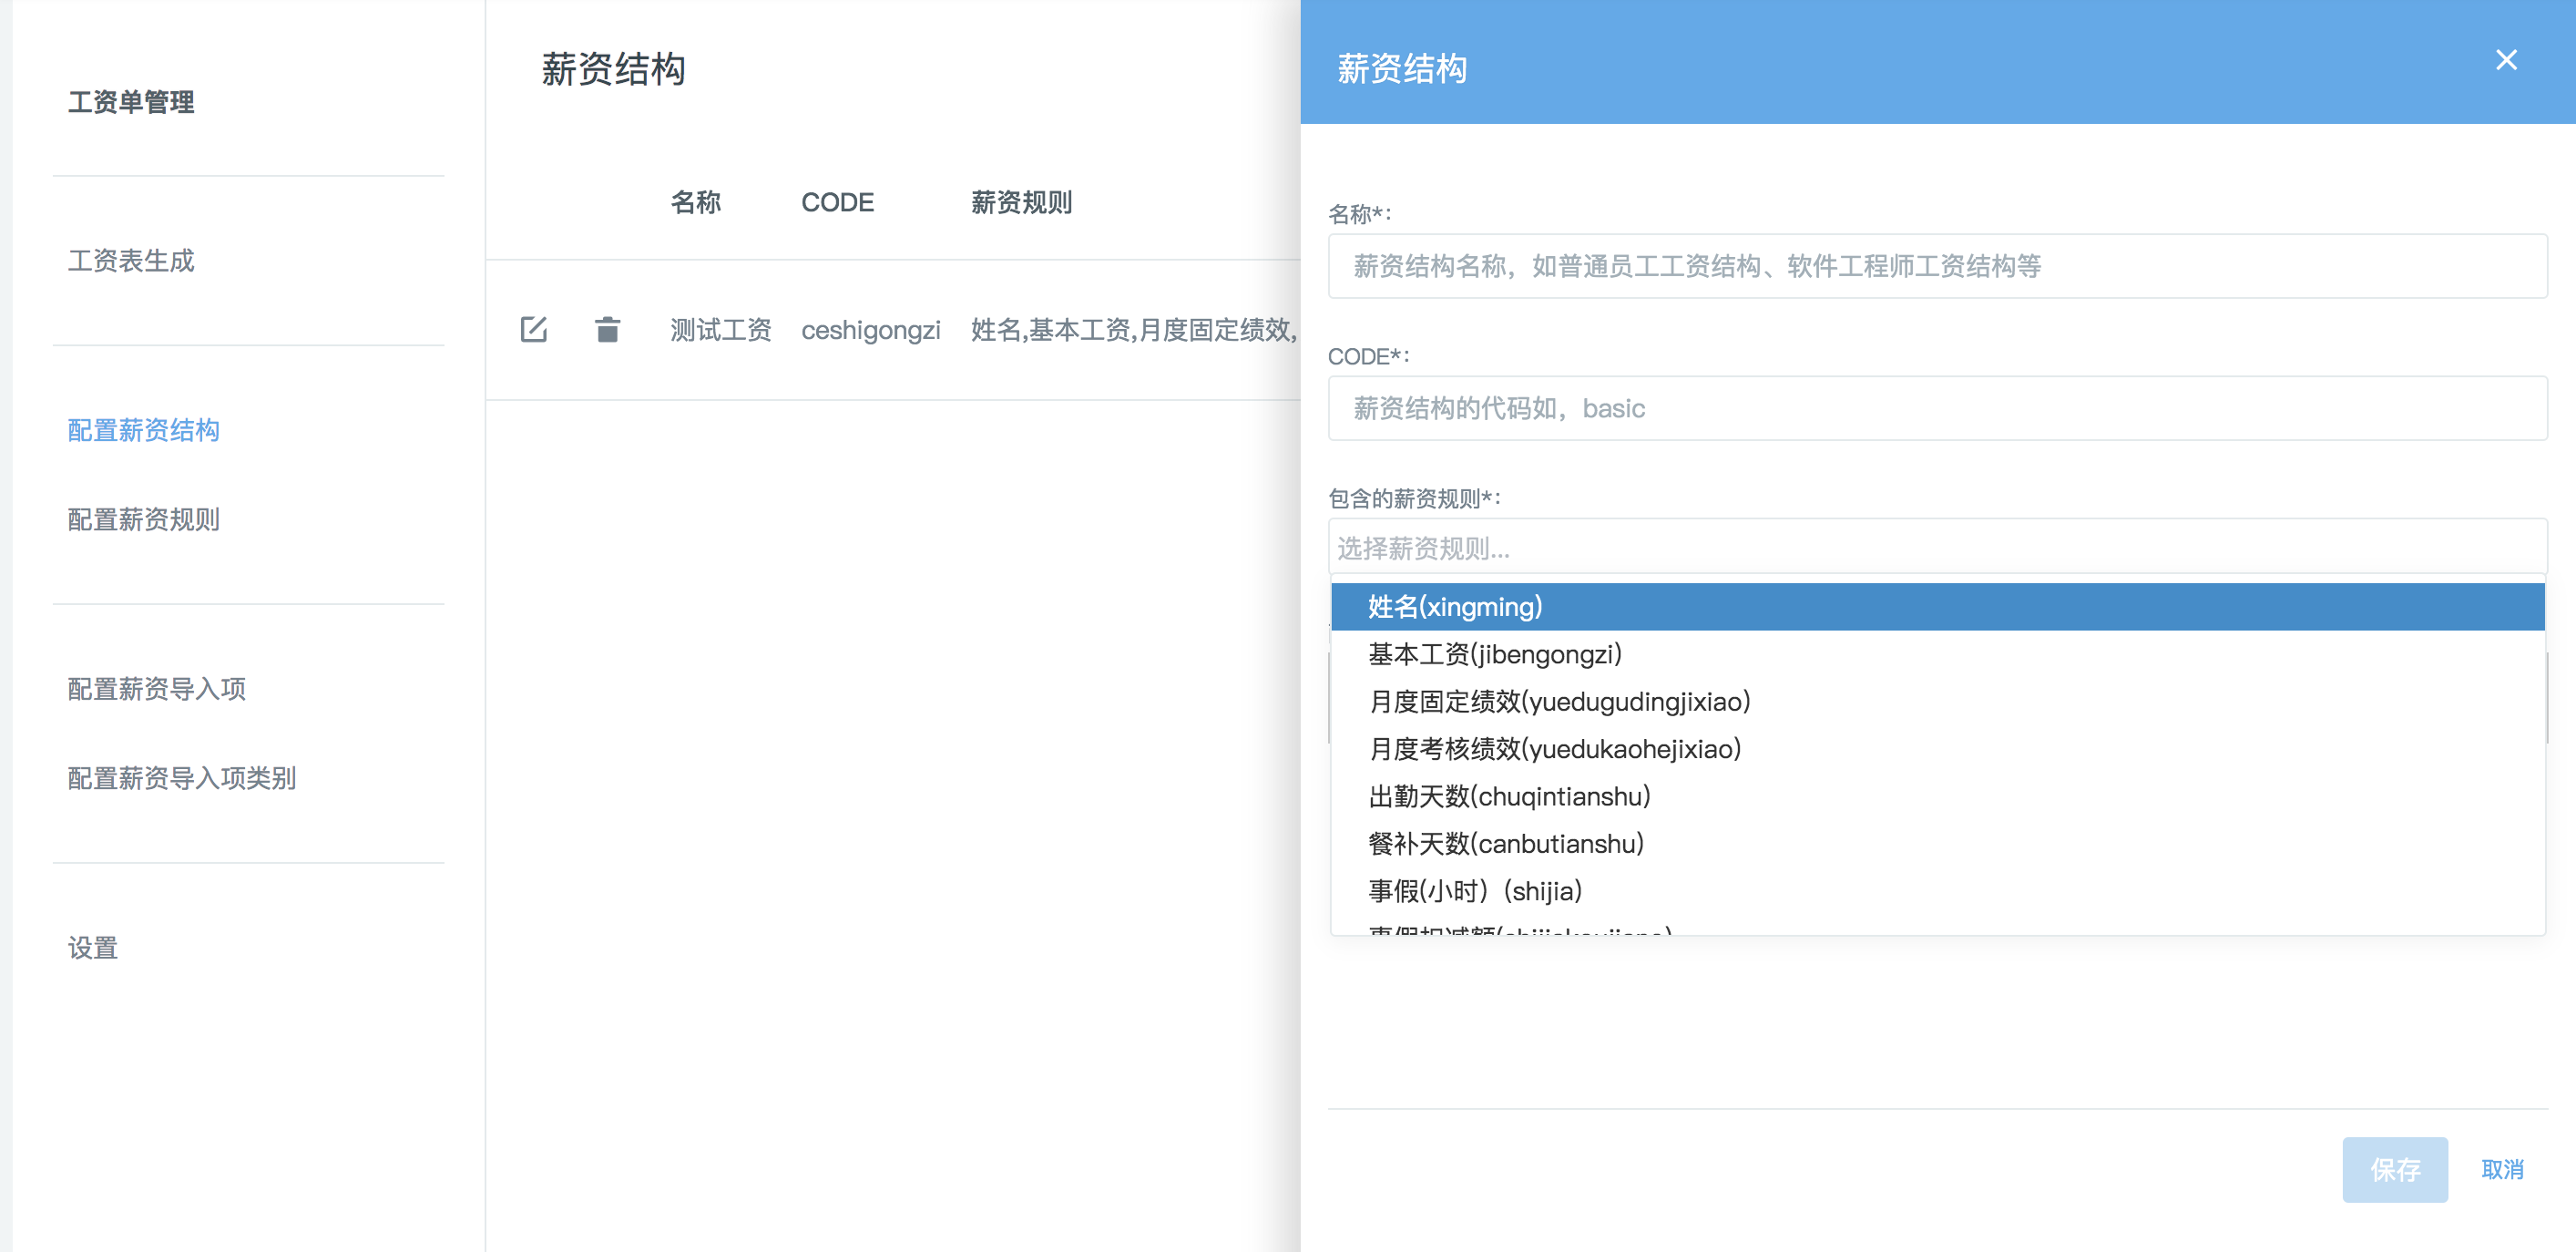 工资单管理
工资表生成
配置薪资结构
配置薪资规则
配置薪资导入项
配置薪资导入项类别
设置
薪资结构
名称 CODE 薪资规则
测试工资 ceshigongzi 姓名,基本工资,月度固定绩效,
薪资结构
名称*:
薪资结构名称，如普通员工工资结构、软件工程师工资结构等
CODE*:
薪资结构的代码如，basic
包含的薪资规则*:
选择薪资规则...
姓名(xingming)
基本工资(jibengongzi)
月度固定绩效(yuedugudingjixiao)
月度考核绩效(yuedukaohejixiao)
出勤天数(chuqintianshu)
餐补天数(canbutianshu)
事假(小时）(shijia)
保存 取消